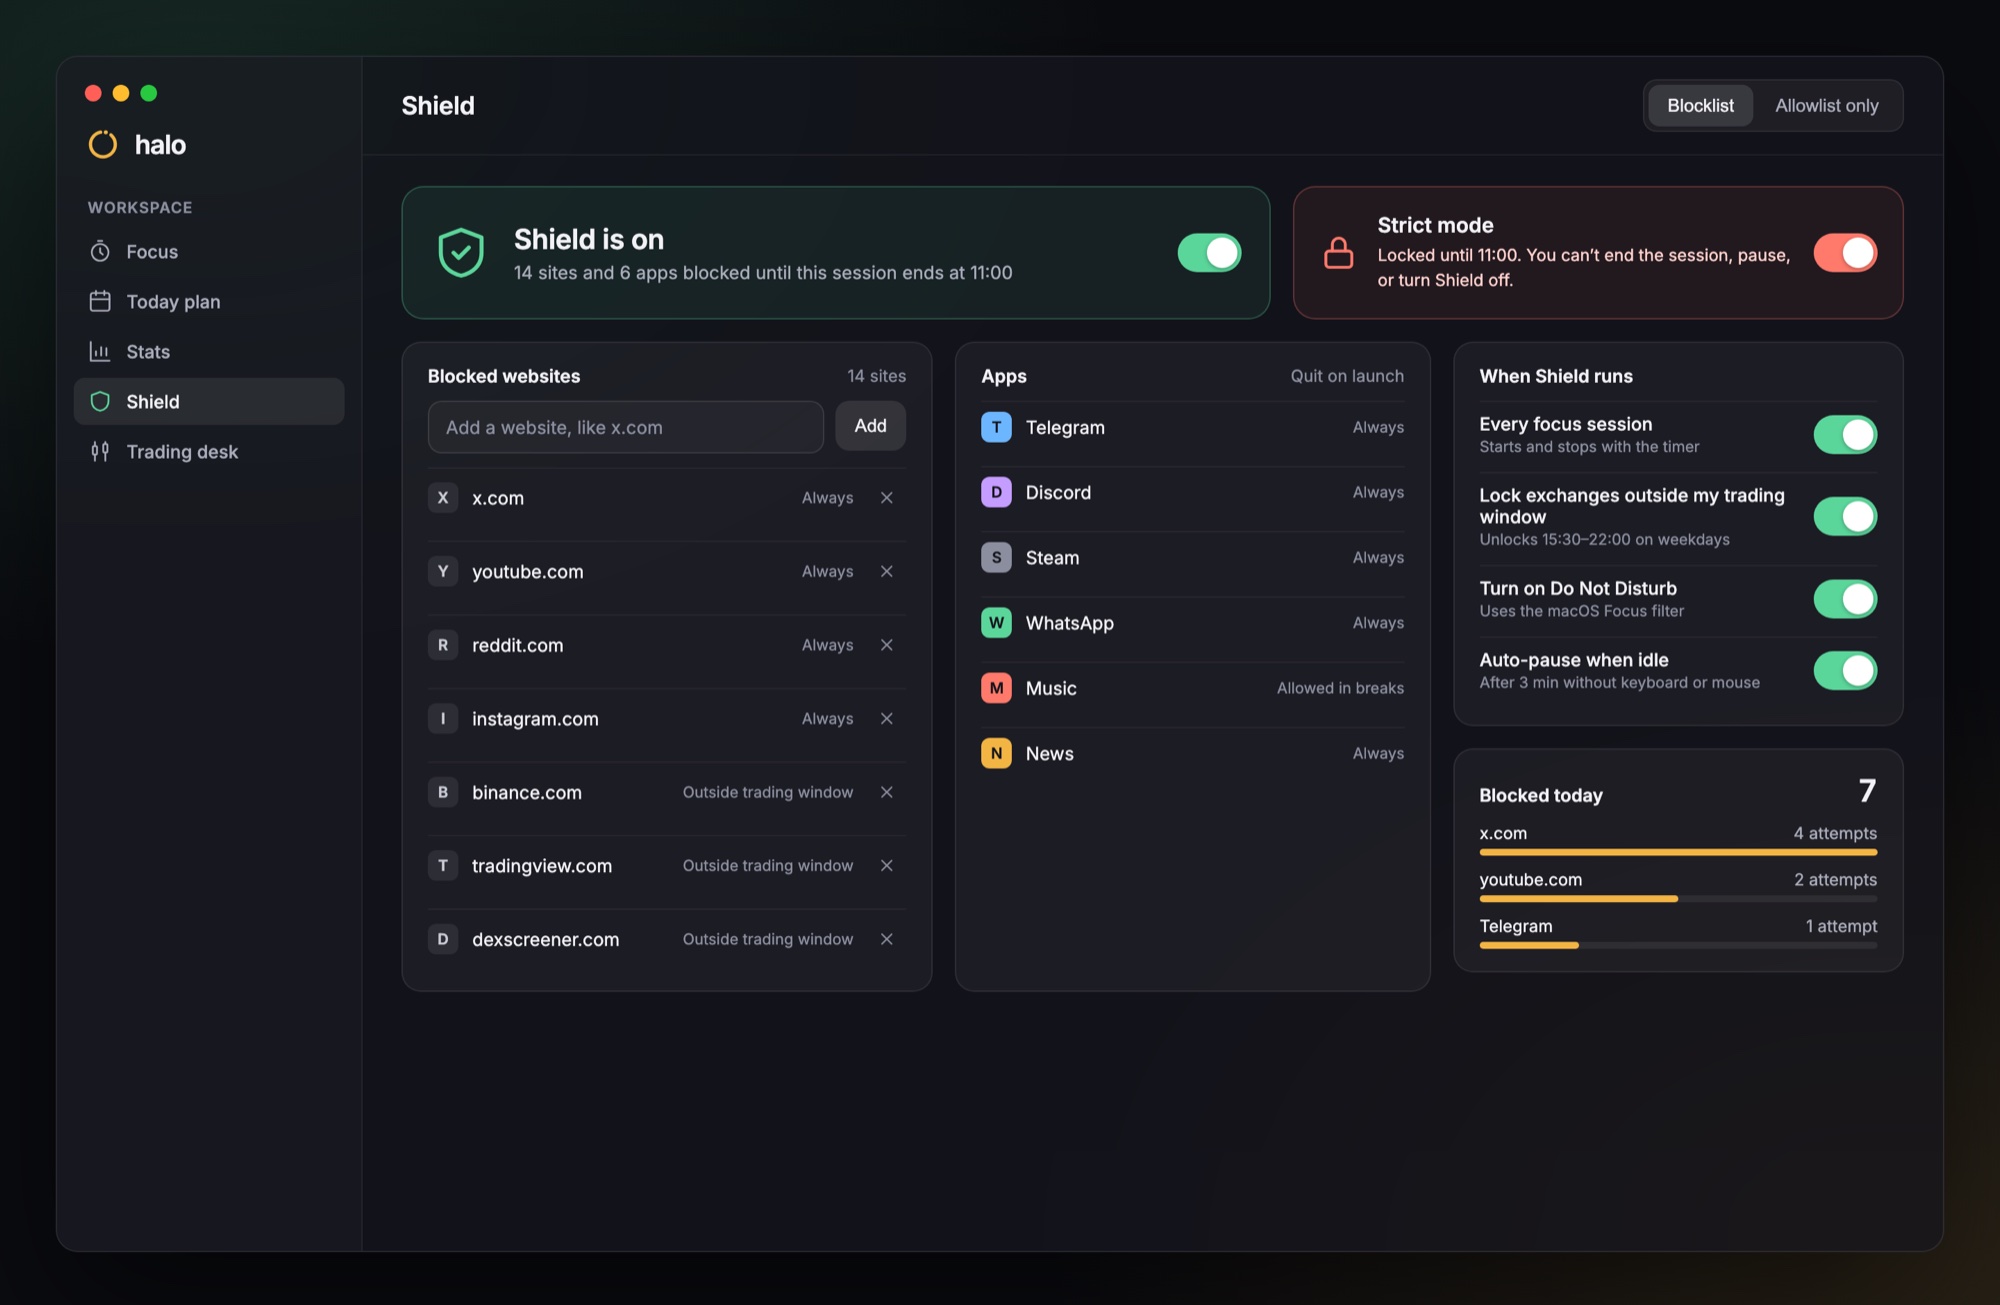 halo
WORKSPACE
Focus
Today plan
Stats
Shield
Trading desk
Shield
Blocklist
Allowlist only
Shield is on
14 sites and 6 apps blocked until this session ends at 11:00
Strict mode
Locked until 11:00. You can’t end the session, pause,
or turn Shield off.
Blocked websites
14 sites
Add a website, like x.com
Add
X x.com Always
Y youtube.com Always
R reddit.com Always
I instagram.com Always
B binance.com Outside trading window
T tradingview.com Outside trading window
D dexscreener.com Outside trading window
Apps
Quit on launch
T Telegram Always
D Discord Always
S Steam Always
W WhatsApp Always
M Music Allowed in breaks
N News Always
When Shield runs
Every focus session
Starts and stops with the timer
Lock exchanges outside my trading
window
Unlocks 15:30–22:00 on weekdays
Turn on Do Not Disturb
Uses the macOS Focus filter
Auto-pause when idle
After 3 min without keyboard or mouse
Blocked today 7
x.com 4 attempts
youtube.com 2 attempts
Telegram 1 attempt